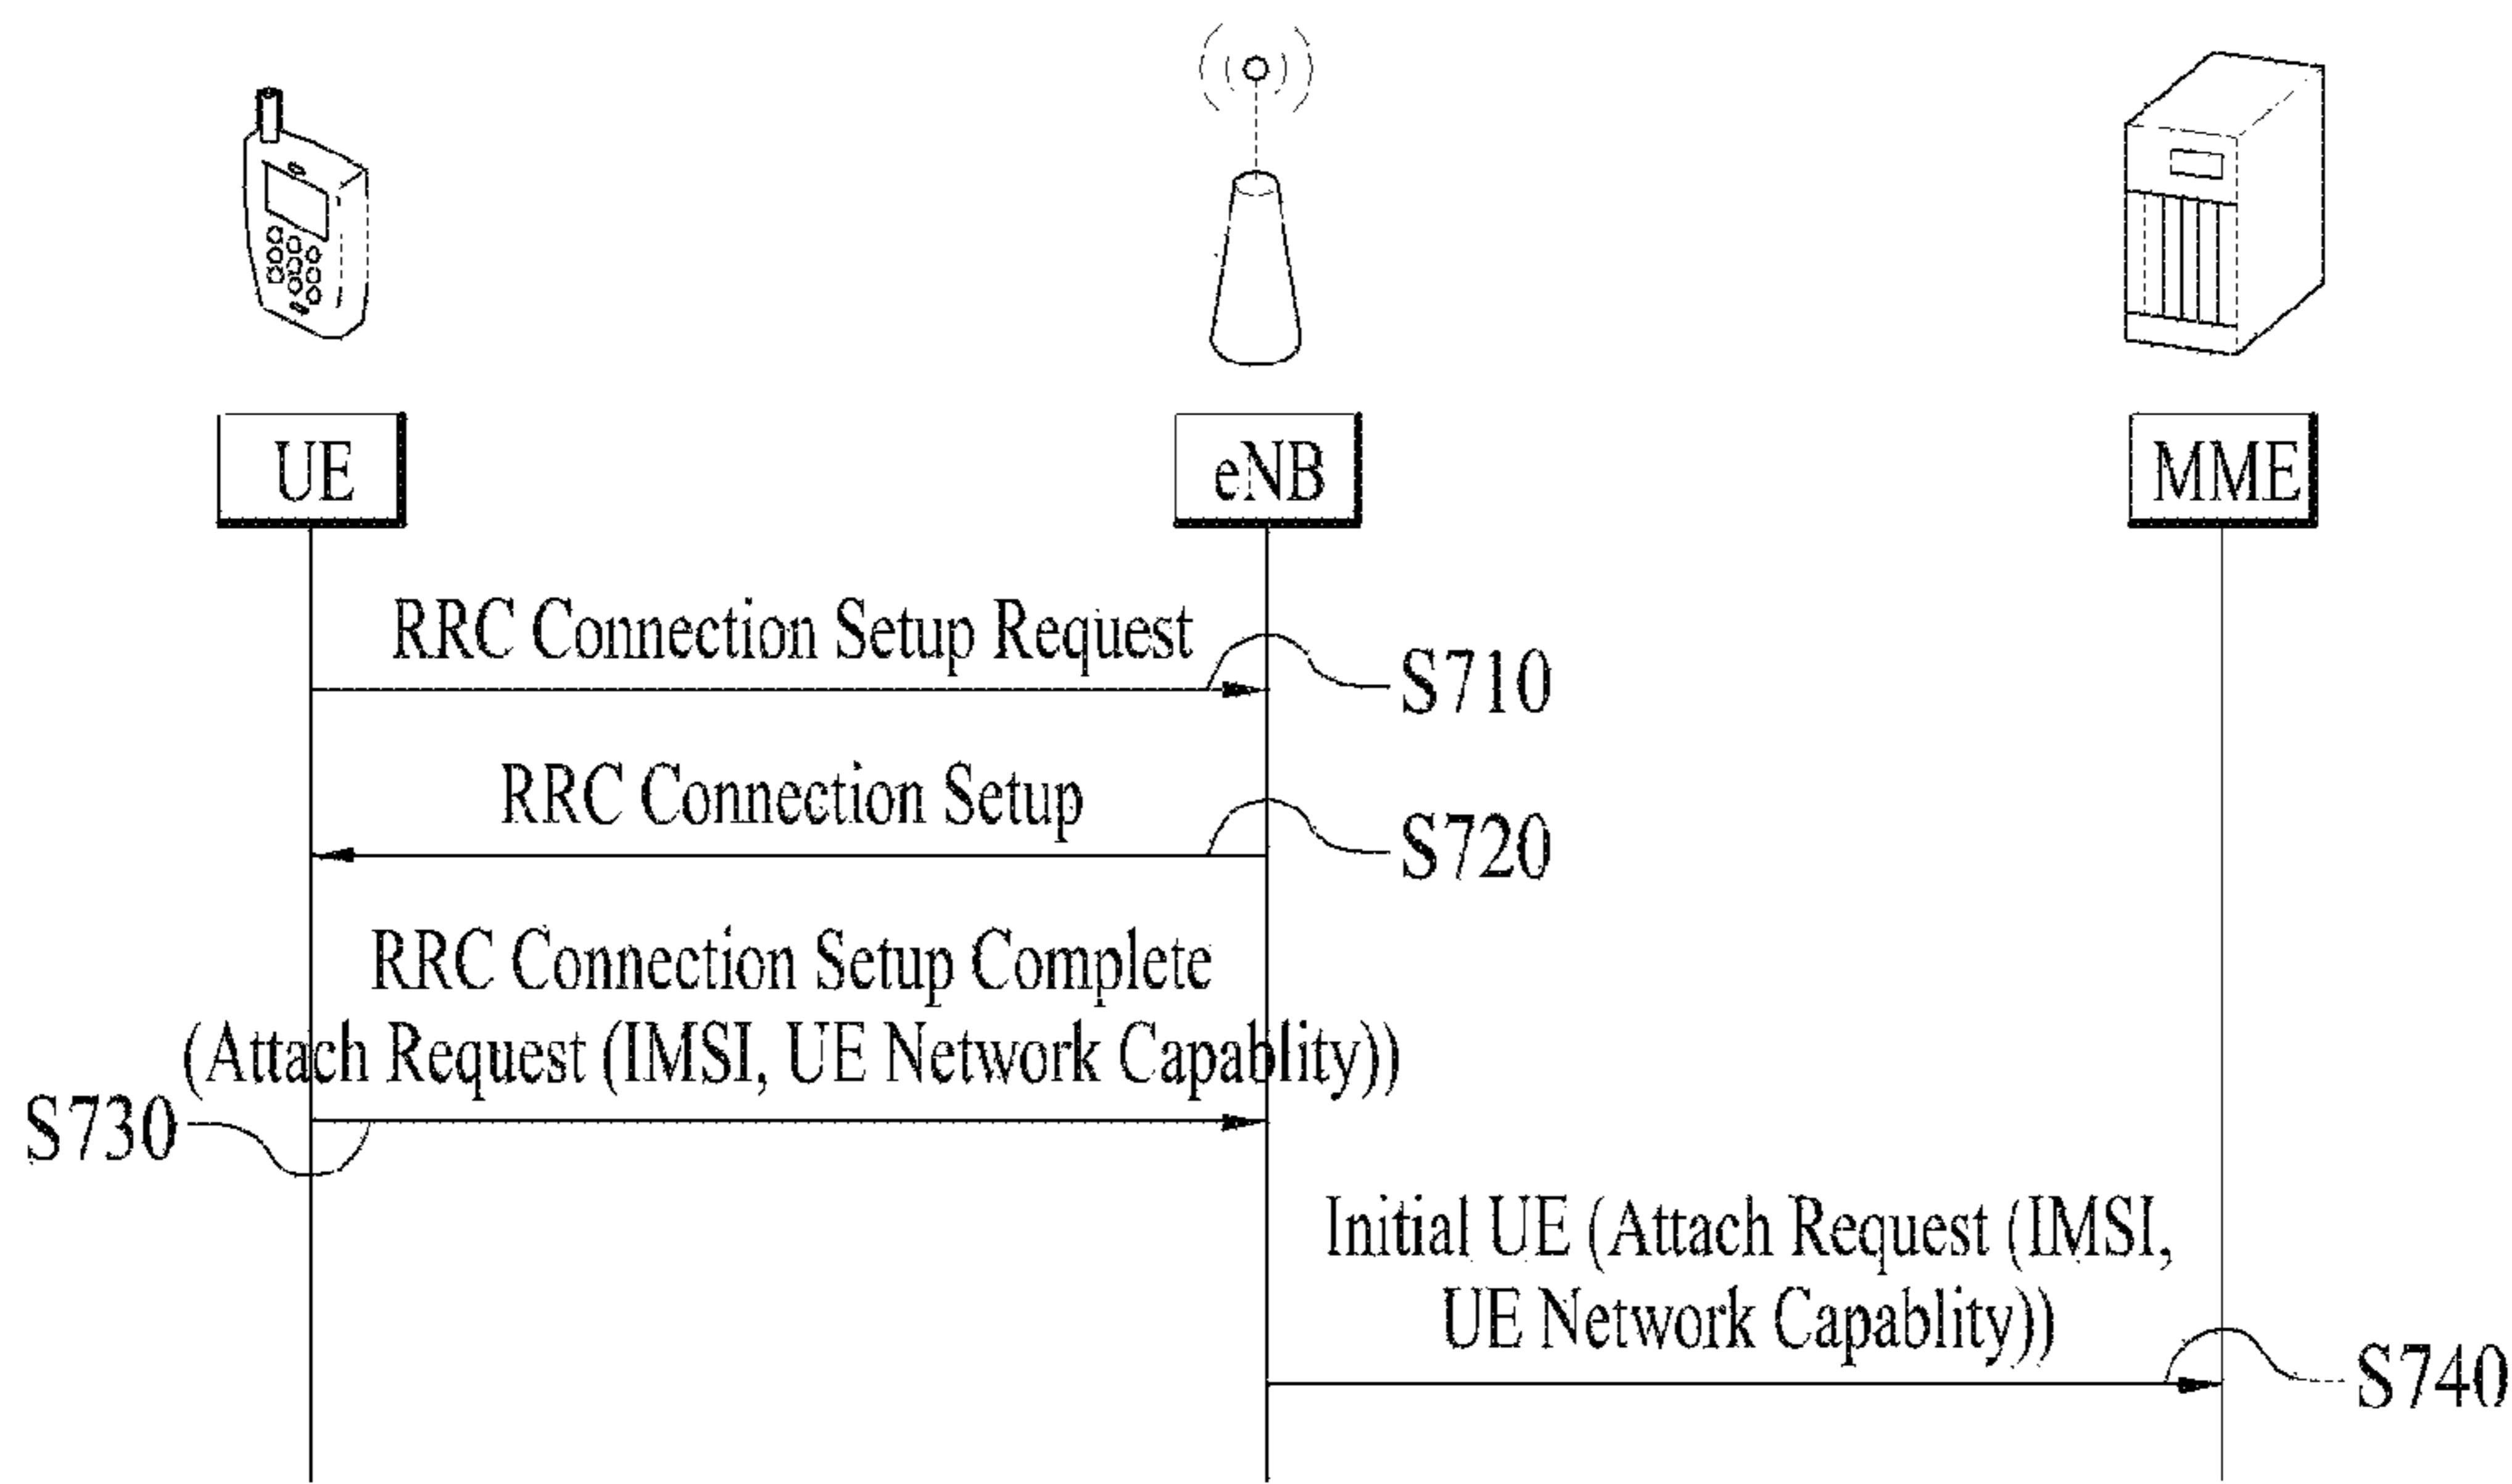 UE
eNB
MME
RRC Connection Setup Request
S710
RRC Connection Setup
S720
RRC Connection Setup Complete
(Attach Request (IMSI, UE Network Capablity))
S730
Initial UE (Attach Request (IMSI,
UE Network Capablity))
S740